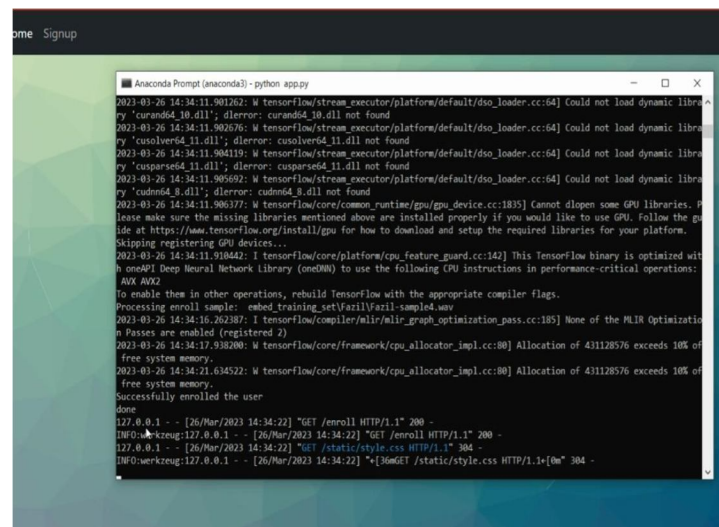 ome Signup
Anaconda Prompt (anaconda3) - python app.py
2023-03-26 14:34:11.901262: W tensorflow/stream_executor/platform/default/dso_loader.cc:64] Could not load dynamic libra
ry 'curand64_10.dll'; dlerror: curand64_10.dll not found
2023-03-26 14:34:11.902676: W tensorflow/stream_executor/platform/default/dso_loader.cc:64] Could not load dynamic libra
ry 'cusolver64_11.dll'; dlerror: cusolver64_11.dll not found
2023-03-26 14:34:11.904119: W tensorflow/stream_executor/platform/default/dso_loader.cc:64] Could not load dynamic libra
ry 'cusparse64_11.dll'; dlerror: cusparse64_11.dll not found
2023-03-26 14:34:11.905692: W tensorflow/stream_executor/platform/default/dso_loader.cc:64] Could not load dynamic libra
ry 'cudnn64_8.dll'; dlerror: cudnn64_8.dll not found
2023-03-26 14:34:11.906377: W tensorflow/core/common_runtime/gpu/gpu_device.cc:1835] Cannot dlopen some GPU libraries. P
lease make sure the missing libraries mentioned above are installed properly if you would like to use GPU. Follow the gu
ide at https://www.tensorflow.org/install/gpu for how to download and setup the required libraries for your platform.
Skipping registering GPU devices...
2023-03-26 14:34:11.910442: I tensorflow/core/platform/cpu_feature_guard.cc:142] This TensorFlow binary is optimized wit
h oneAPI Deep Neural Network Library (oneDNN) to use the following CPU instructions in performance-critical operations:
AVX AVX2
To enable them in other operations, rebuild TensorFlow with the appropriate compiler flags.
Processing enroll sample: embed_training_set\Fazil\Fazil-sample4.wav
2023-03-26 14:34:16.262387: I tensorflow/compiler/mlir/mlir_graph_optimization_pass.cc:185] None of the MLIR Optimizatio
n Passes are enabled (registered 2)
2023-03-26 14:34:17.938200: W tensorflow/core/framework/cpu_allocator_impl.cc:80] Allocation of 431128576 exceeds 10% of
free system memory.
2023-03-26 14:34:21.634522: W tensorflow/core/framework/cpu_allocator_impl.cc:80] Allocation of 431128576 exceeds 10% of
free system memory.
Successfully enrolled the user
done
127.0.0.1 - - [26/Mar/2023 14:34:22] "GET /enroll HTTP/1.1" 200 -
INFO:werkzeug:127.0.0.1 - - [26/Mar/2023 14:34:22] "GET /enroll HTTP/1.1" 200 -
127.0.0.1 - - [26/Mar/2023 14:34:22] "GET /static/style.css HTTP/1.1" 304 -
INFO:werkzeug:127.0.0.1 - - [26/Mar/2023 14:34:22] "←[36mGET /static/style.css HTTP/1.1←[0m" 304 -